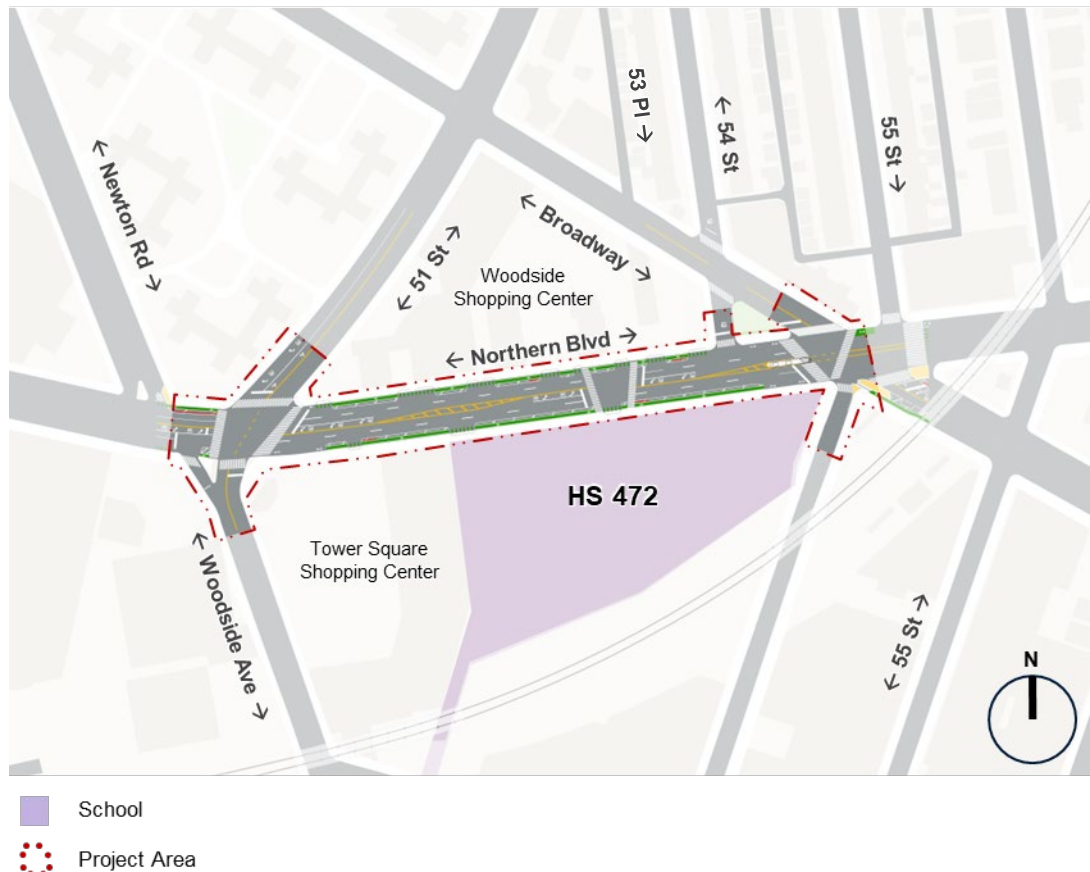 53 Pl →
← 54 St
55 St →
← Newton Rd →
← 51 St →
← Broadway →
Woodside
Shopping Center
← Northern Blvd →
HS 472
Tower Square
Shopping Center
← Woodside Ave →
← 55 St →
N
School
Project Area